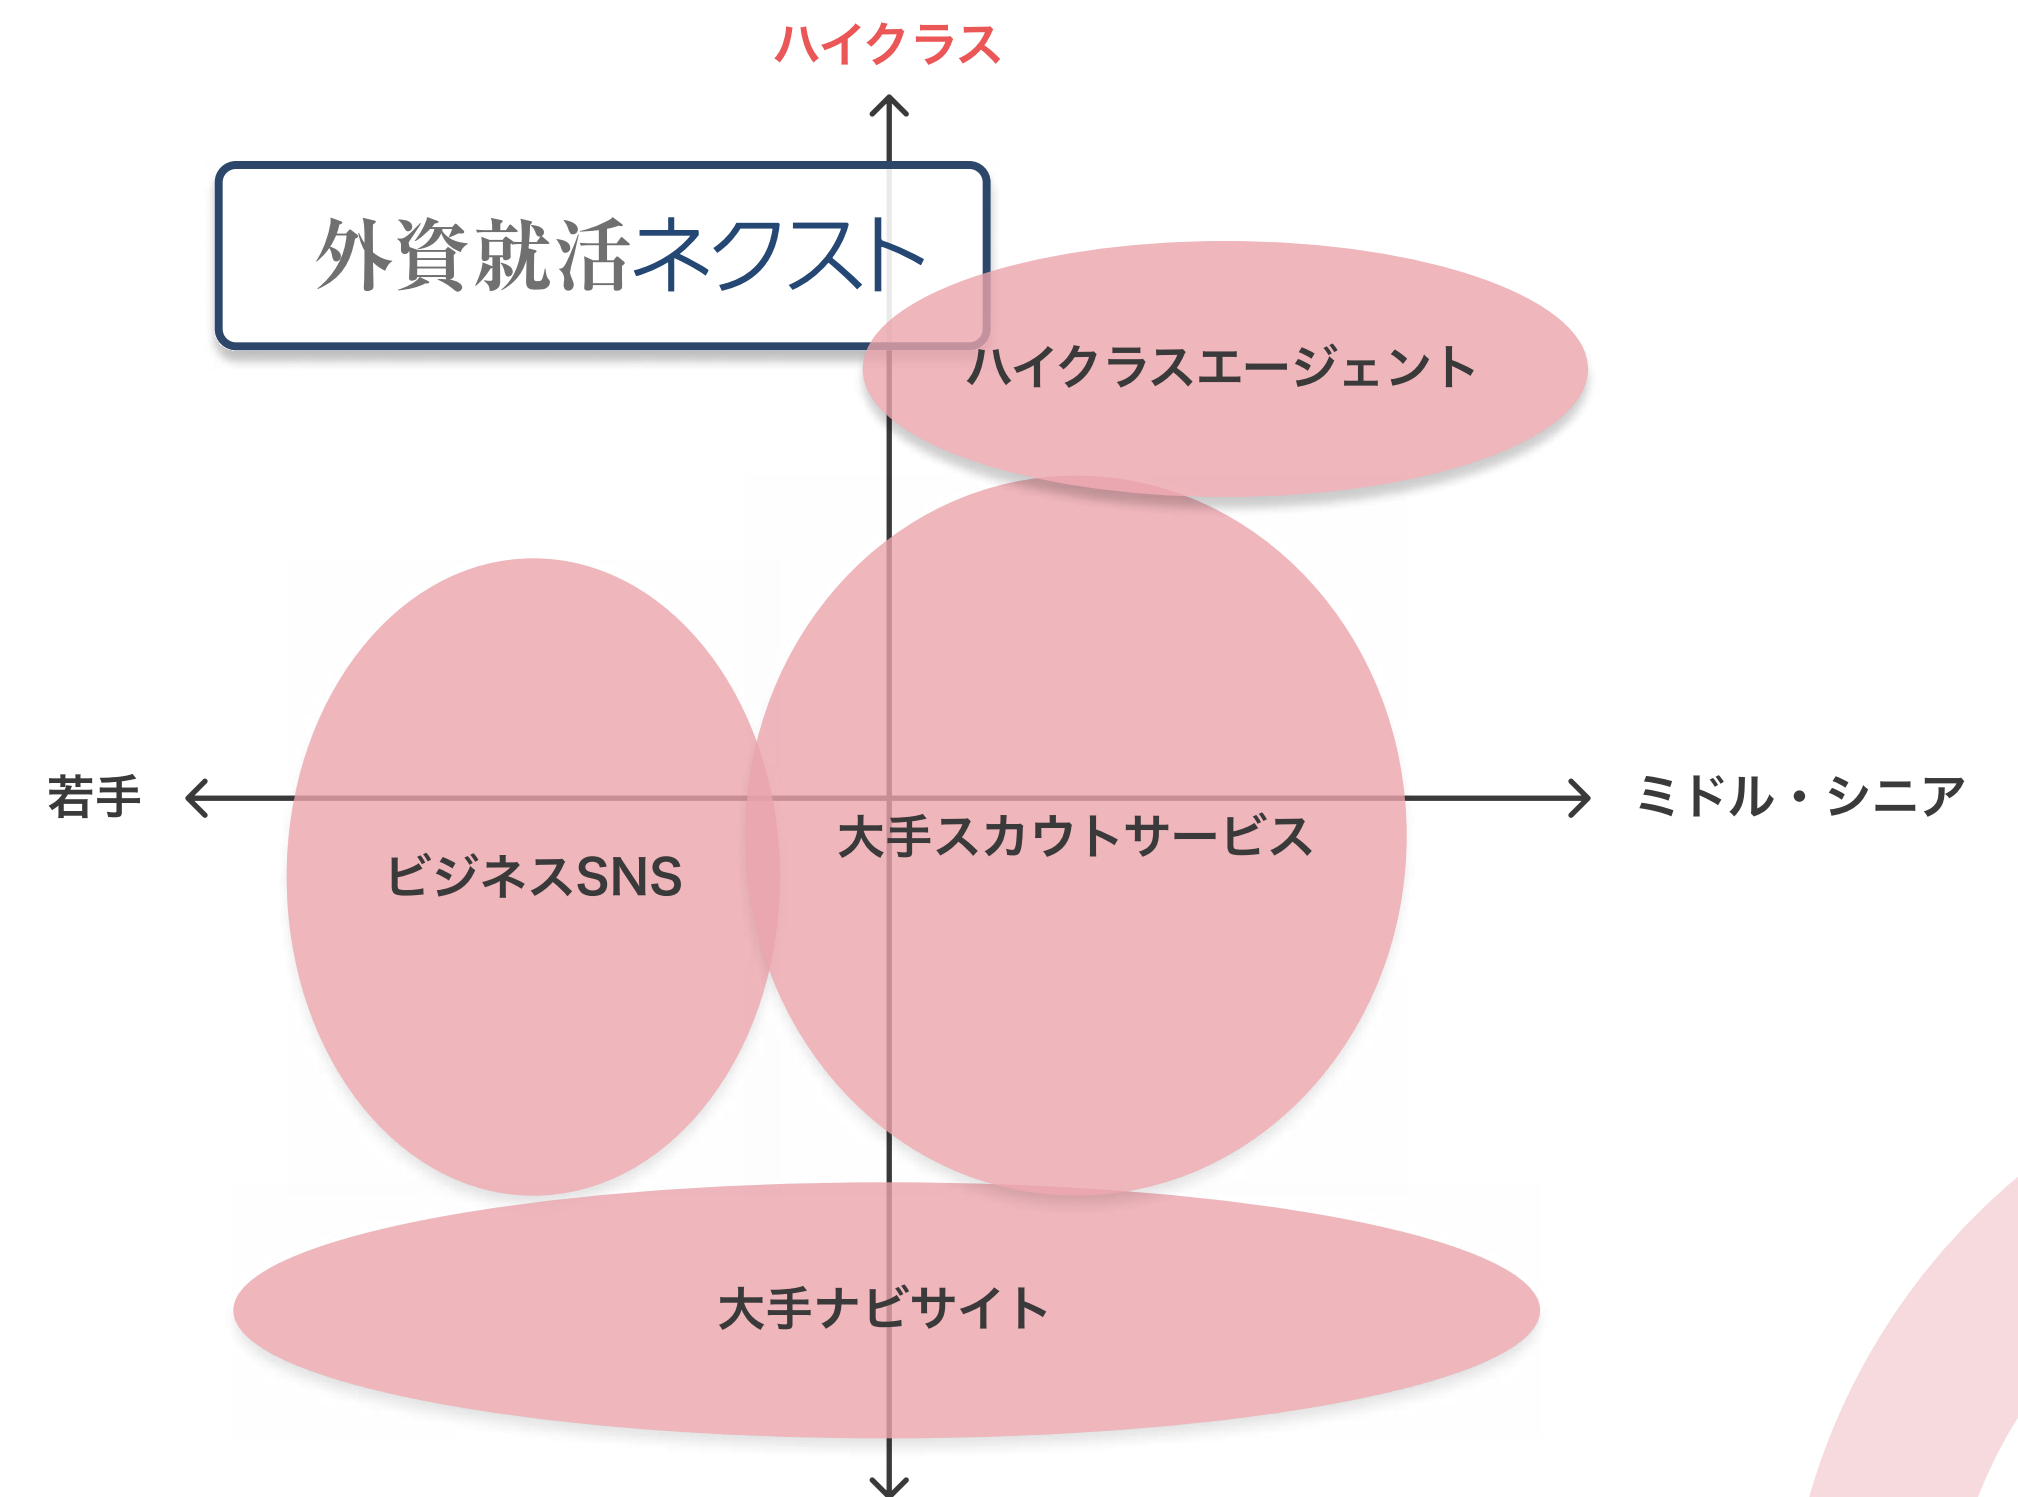 ハイクラス
外資就活ネクスト
ハイクラスエージェント
若手
ミドル・シニア
大手スカウトサービス
ビジネスSNS
大手ナビサイト